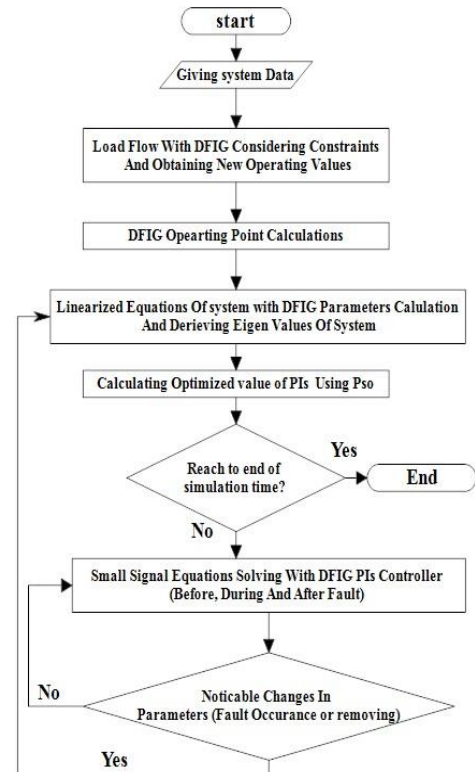 start
Giving system Data
Load Flow With DFIG Considering Constraints
And Obtaining New Operating Values
DFIG Opearting Point Calculations
Linearized Equations Of system with DFIG Parameters Calulation
And Derieving Eigen Values Of System
Calculating Optimized value of PIs Using Pso
Reach to end of
simulation time?
Yes
End
No
Small Signal Equations Solving With DFIG PIs Controller
(Before, During And After Fault)
Noticable Changes In
Parameters (Fault Occurance or removing)
No
Yes